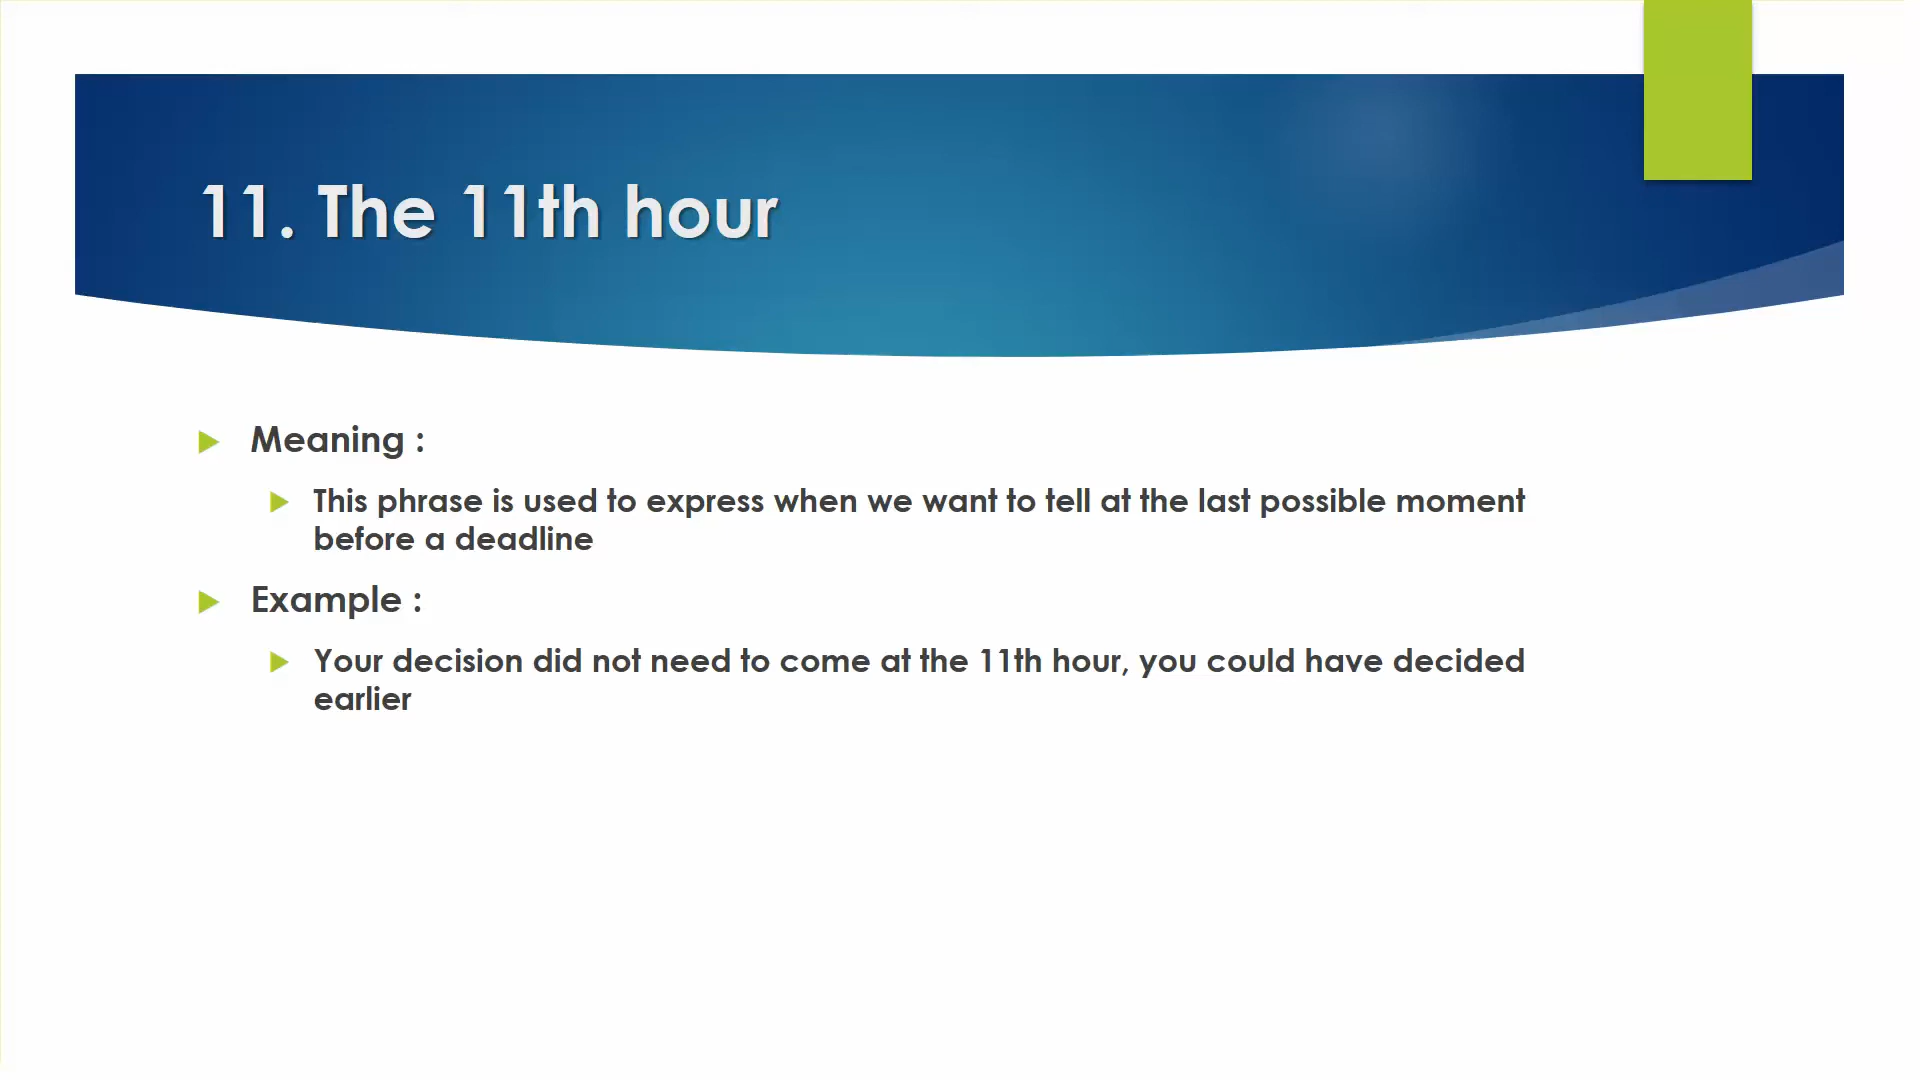 11. The 11th hour
Meaning :
This phrase is used to express when we want to tell at the last possible moment
before a deadline
Example :
Your decision did not need to come at the 11th hour, you could have decided
earlier